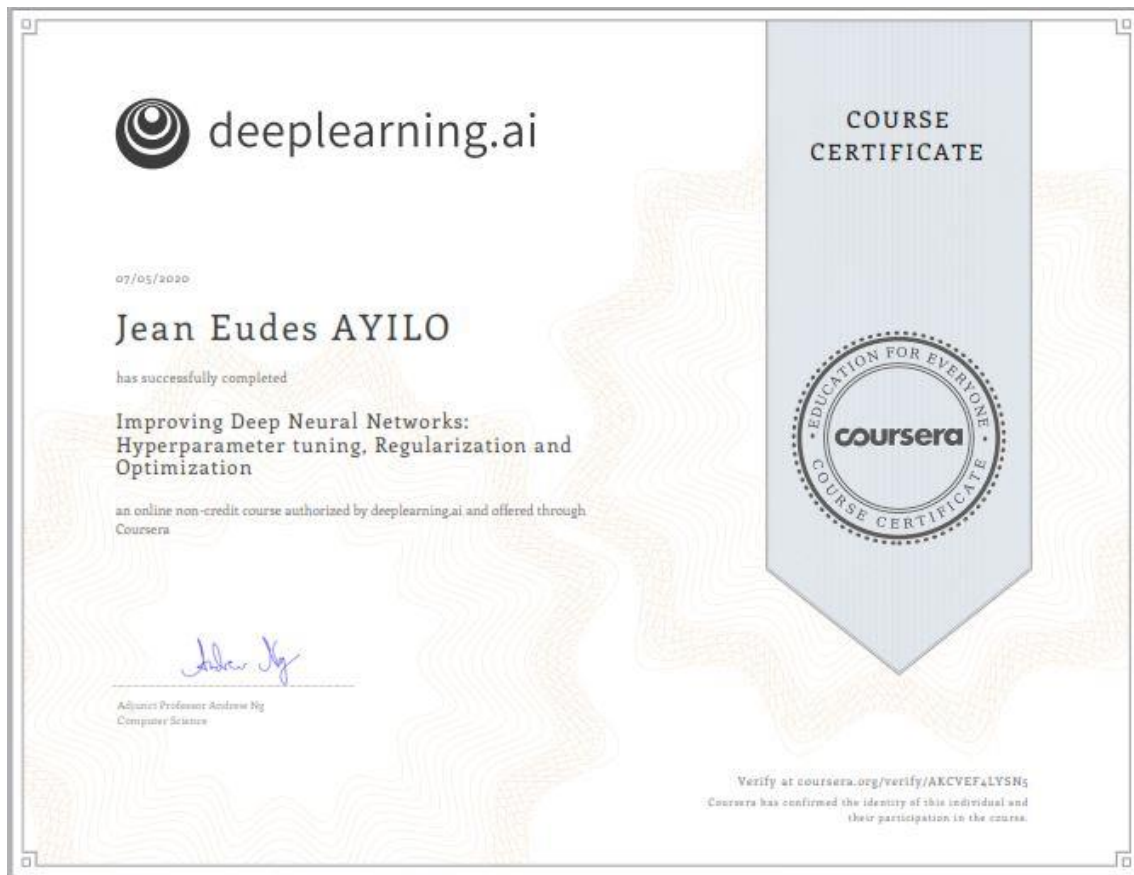 deeplearning.ai
07/05/2020
Jean Eudes AYILO
has successfully completed
Improving Deep Neural Networks:
Hyperparameter tuning, Regularization and
Optimization
an online non-credit course authorized by deeplearning.ai and offered through
Coursera
Andrew Ng
Adjunct Professor Andrew Ng
Computer Science
COURSE
CERTIFICATE
EDUCATION FOR EVERYONE
coursera
COURSE CERTIFICATE
Verify at coursera.org/verify/AKCVEF4LYSN5
Coursera has confirmed the identity of this individual and
their participation in the course.